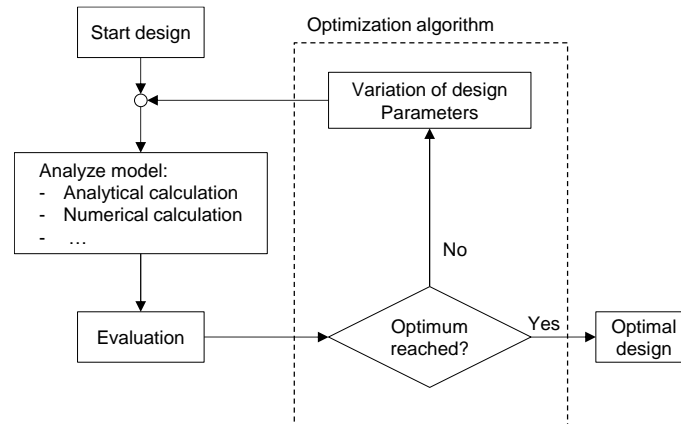 Start design
Optimization algorithm
Variation of design
Parameters
Analyze model:
- Analytical calculation
- Numerical calculation
- …
No
Evaluation
Optimum
reached?
Yes
Optimal
design